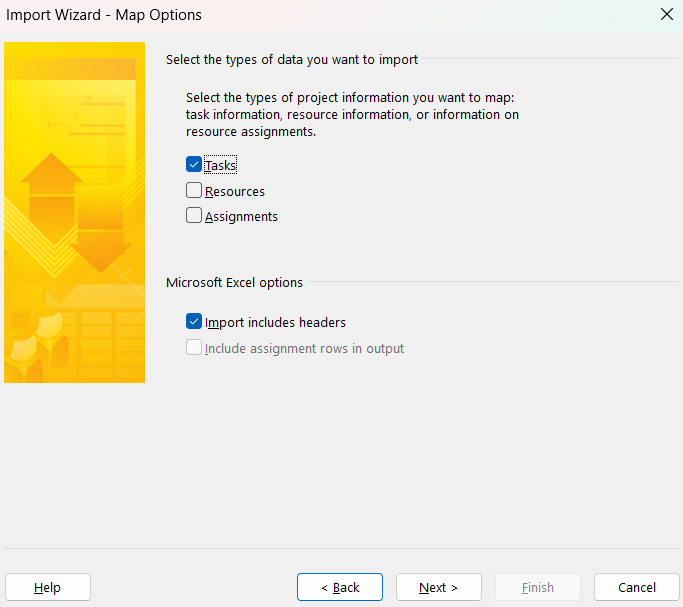 Import Wizard - Map Options
Select the types of data you want to import
Select the types of project information you want to map:
task information, resource information, or information on
resource assignments.
Tasks
Resources
Assignments
Microsoft Excel options
Import includes headers
Include assignment rows in output
Help
< Back
Next >
Finish
Cancel